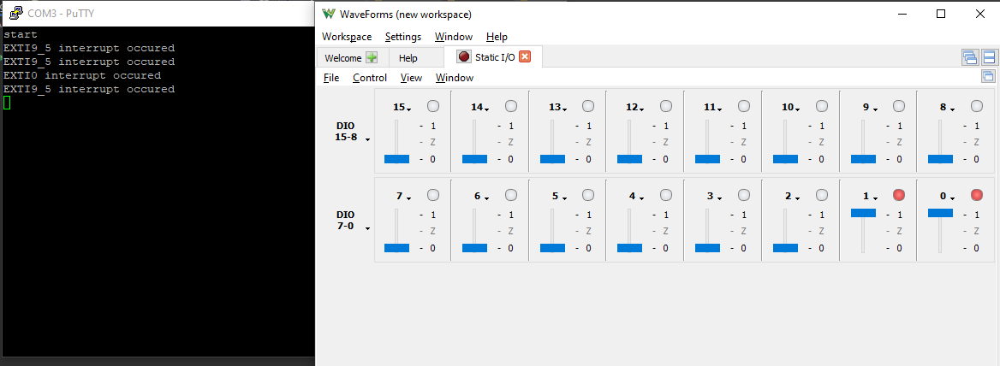 COM3 - PuTTY
start
EXTI9_5 interrupt occured
EXTI9_5 interrupt occured
EXTI0 interrupt occured
EXTI9_5 interrupt occured
WaveForms (new workspace)
Workspace Settings Window Help
Welcome Help Static I/O
File Control View Window
DIO
15-8
15 14 13 12 11 10 9 8
- 1 - 1 - 1 - 1 - 1 - 1 - 1 - 1
- Z - Z - Z - Z - Z - Z - Z - Z
- 0 - 0 - 0 - 0 - 0 - 0 - 0 - 0
DIO
7-0
7 6 5 4 3 2 1 0
- 1 - 1 - 1 - 1 - 1 - 1 - 1 - 1
- Z - Z - Z - Z - Z - Z - Z - Z
- 0 - 0 - 0 - 0 - 0 - 0 - 0 - 0